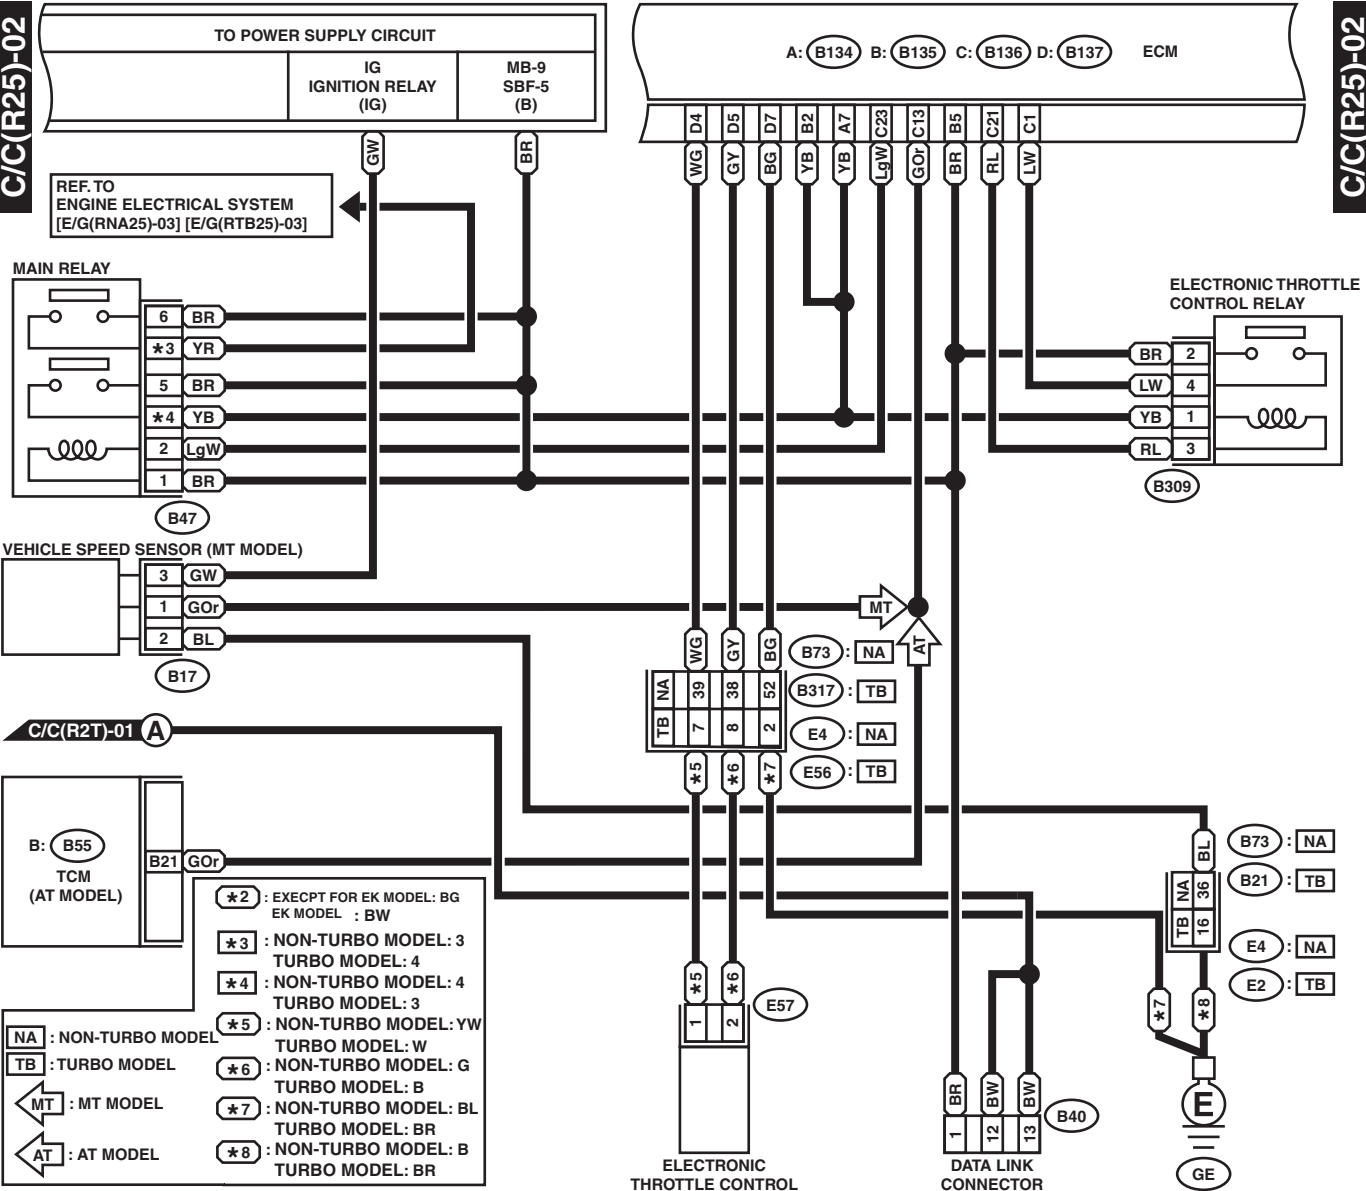 C/C(R25)-02
TO POWER SUPPLY CIRCUIT
IG
IGNITION RELAY
(IG)
MB-9
SBF-5
(B)
A: B134 B: B135 C: B136 D: B137 ECM
C/C(R25)-02
D4 D5 D7 B2 A7 C23 C13 B5 C21 C1
WG GY BG YB YB LgW GOr BR RL LW
GW
BR
REF. TO
ENGINE ELECTRICAL SYSTEM
[E/G(RNA25)-03] [E/G(RTB25)-03]
MAIN RELAY
6 BR
*3 YR
5 BR
*4 YB
2 LgW
1 BR
B47
ELECTRONIC THROTTLE
CONTROL RELAY
BR 2
LW 4
YB 1
RL 3
B309
VEHICLE SPEED SENSOR (MT MODEL)
3 GW
1 GOr
2 BL
B17
MT
AT
WG GY BG
NA 39 38 52
TB 7 8 2
*5 *6 *7
B73 : NA
B317 : TB
E4 : NA
E56 : TB
C/C(R2T)-01 A
B: B55
TCM
(AT MODEL)
B21 GOr
BL
NA 36
TB 16
B73 : NA
B21 : TB
E4 : NA
E2 : TB
*7 *8
E
GE
*2 : EXECPT FOR EK MODEL: BG
EK MODEL : BW
*3 : NON-TURBO MODEL: 3
TURBO MODEL: 4
*4 : NON-TURBO MODEL: 4
TURBO MODEL: 3
*5 : NON-TURBO MODEL: YW
TURBO MODEL: W
*6 : NON-TURBO MODEL: G
TURBO MODEL: B
*7 : NON-TURBO MODEL: BL
TURBO MODEL: BR
*8 : NON-TURBO MODEL: B
TURBO MODEL: BR
NA : NON-TURBO MODEL
TB : TURBO MODEL
MT : MT MODEL
AT : AT MODEL
*5 *6
1 2
E57
ELECTRONIC
THROTTLE CONTROL
BR BW BW
1 12 13
B40
DATA LINK
CONNECTOR